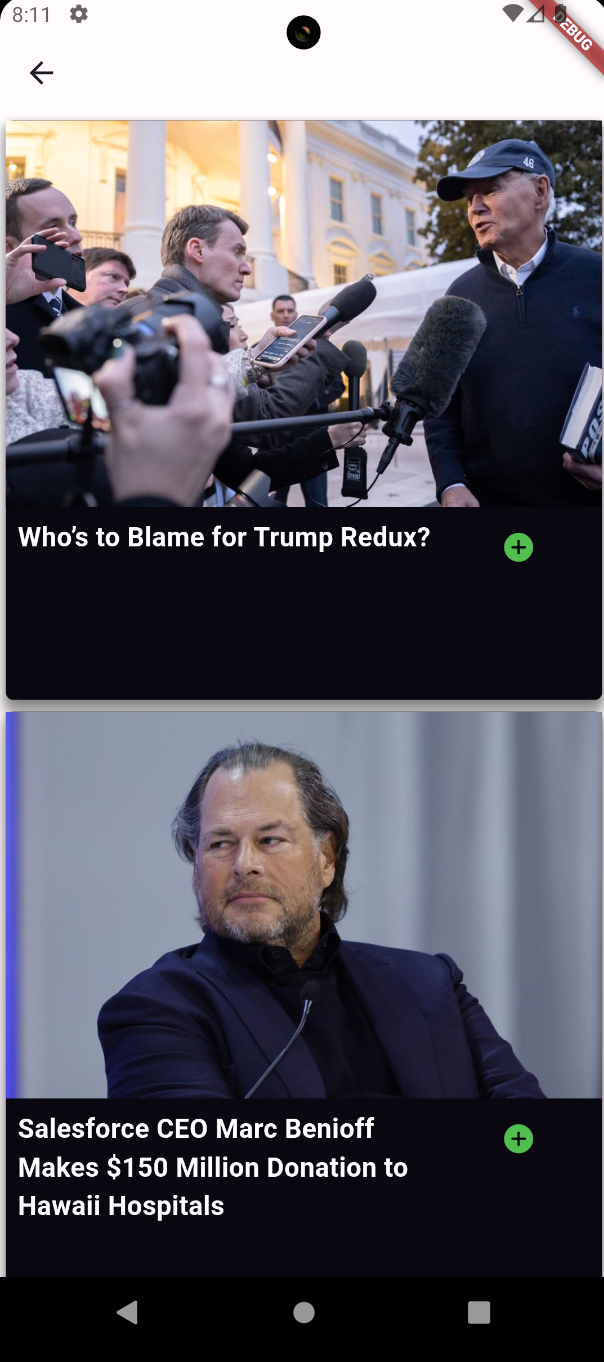 8:11
EBUG
46
Who’s to Blame for Trump Redux?
Salesforce CEO Marc Benioff
Makes $150 Million Donation to
Hawaii Hospitals